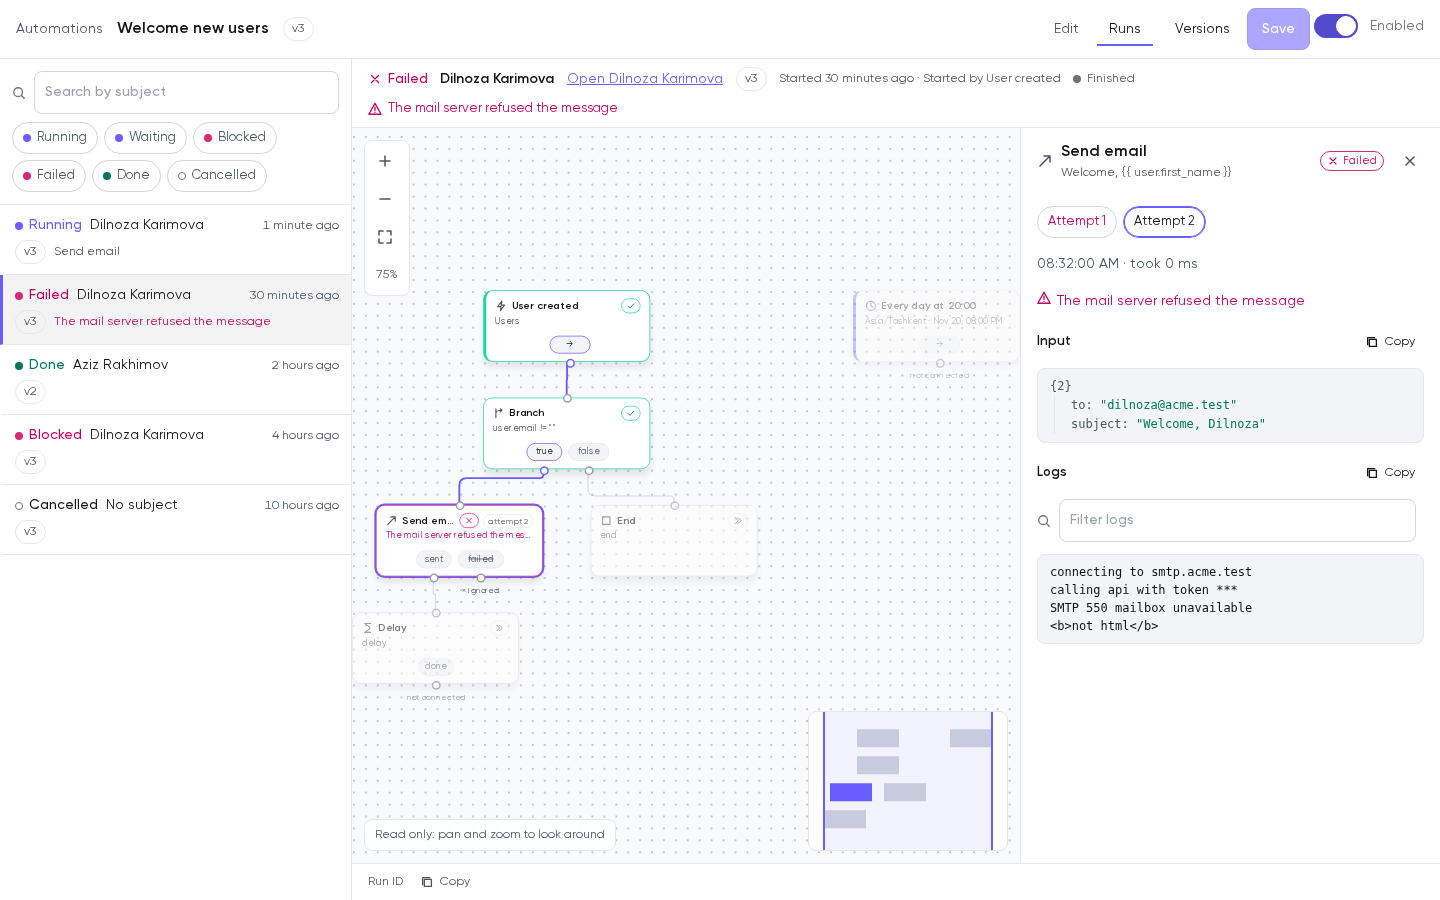 Automations Welcome new users v3
Edit Runs Versions Save Enabled
Search by subject
Running Waiting Blocked
Failed Done Cancelled
Running Dilnoza Karimova 1 minute ago
v3 Send email
Failed Dilnoza Karimova 30 minutes ago
v3 The mail server refused the message
Done Aziz Rakhimov 2 hours ago
v2
Blocked Dilnoza Karimova 4 hours ago
v3
Cancelled No subject 10 hours ago
v3
Failed Dilnoza Karimova Open Dilnoza Karimova v3 Started 30 minutes ago · Started by User created Finished
The mail server refused the message
75%
User created
Users
Every day at 20:00
Asia/Tashkent · Nov 20, 08:00 PM
not connected
Branch
user.email != ""
true false
Send em... attempt 2
The mail server refused the mes...
sent failed
ignored
End
end
Delay
delay
done
not connected
Read only: pan and zoom to look around
Run ID Copy
Send email
Welcome, {{ user.first_name }}
Failed
Attempt 1 Attempt 2
08:32:00 AM · took 0 ms
The mail server refused the message
Input Copy
{2}
to: "dilnoza@acme.test"
subject: "Welcome, Dilnoza"
Logs Copy
Filter logs
connecting to smtp.acme.test
calling api with token ***
SMTP 550 mailbox unavailable
<b>not html</b>